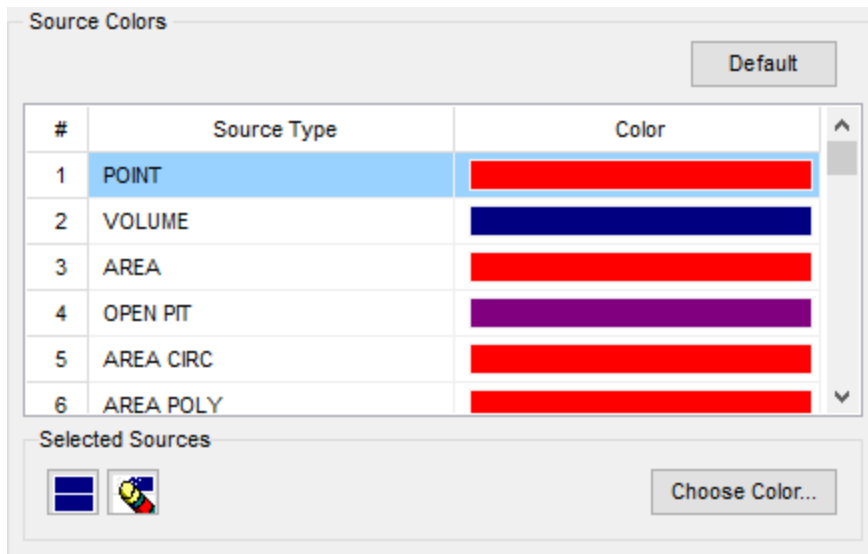 Source Colors
Default
# Source Type Color
1 POINT
2 VOLUME
3 AREA
4 OPEN PIT
5 AREA CIRC
6 AREA POLY
Selected Sources
Choose Color...